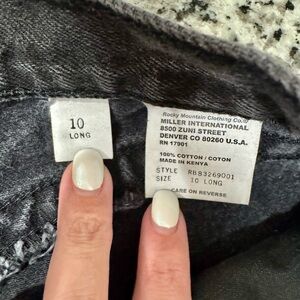 10
LONG
Rocky Mountain Clothing Co.®
MILLER INTERNATIONAL
8500 ZUNI STREET
DENVER CO 80260 U.S.A.
RN 17901
100% COTTON / COTON
MADE IN KENYA
STYLE RB83269001
SIZE 10 LONG
CARE ON REVERSE